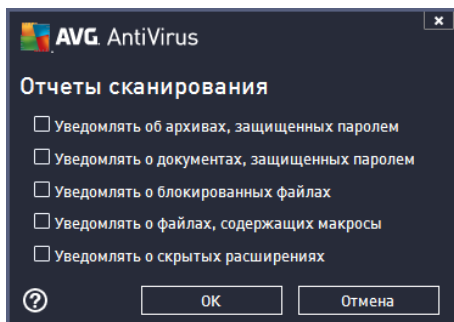 AVG AntiVirus
Отчеты сканирования
Уведомлять об архивах, защищенных паролем
Уведомлять о документах, защищенных паролем
Уведомлять о блокированных файлах
Уведомлять о файлах, содержащих макросы
Уведомлять о скрытых расширениях
? OK Отмена